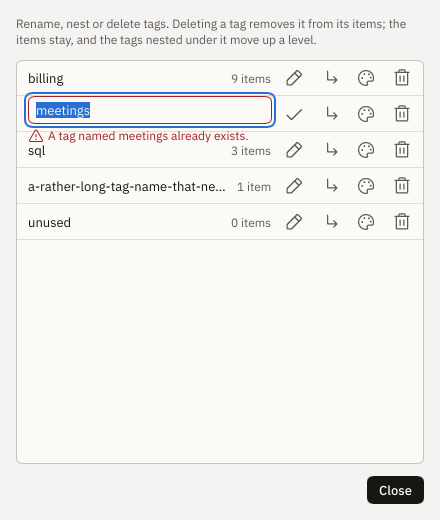 Rename, nest or delete tags. Deleting a tag removes it from its items; the
items stay, and the tags nested under it move up a level.
billing 9 items
meetings
A tag named meetings already exists.
sql 3 items
a-rather-long-tag-name-that-ne... 1 item
unused 0 items
Close